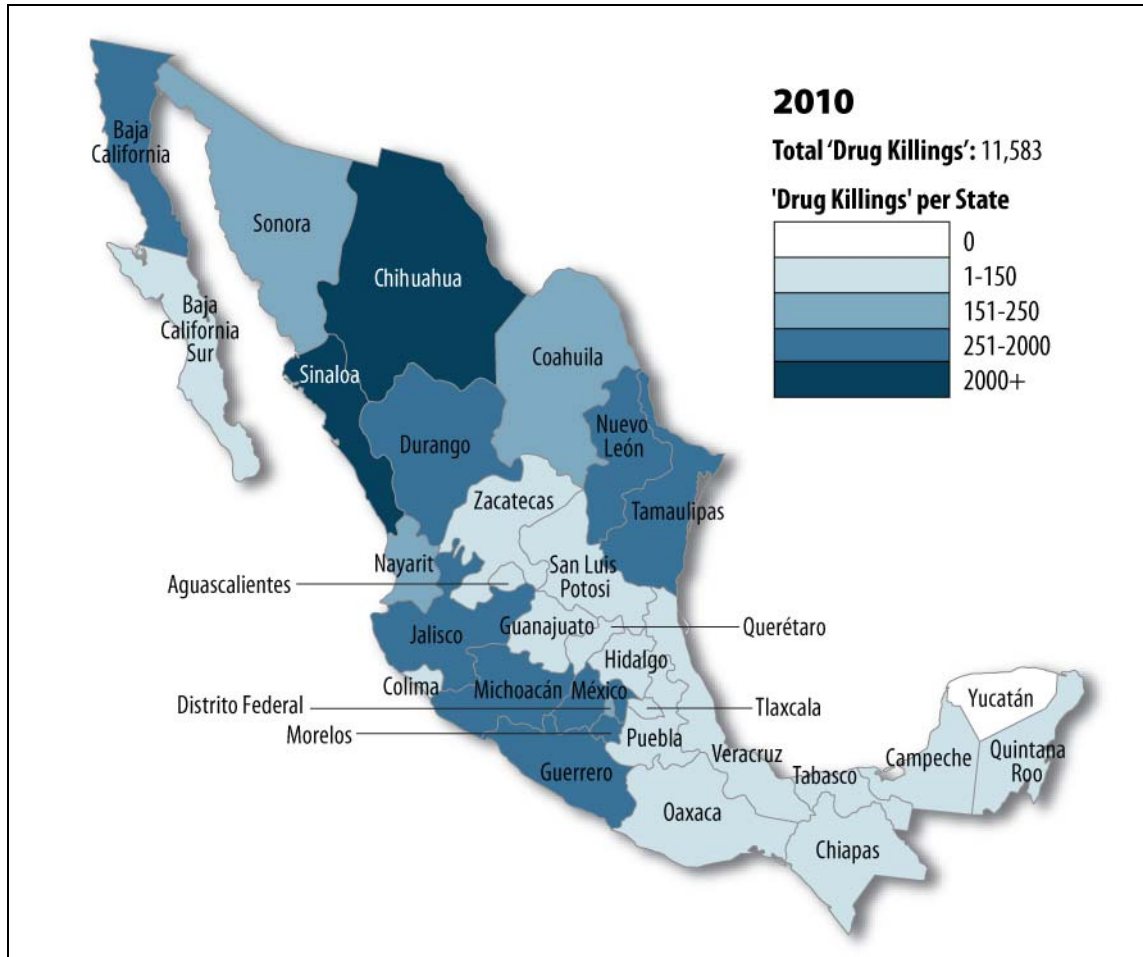 2010
Total ‘Drug Killings’: 11,583
'Drug Killings' per State
0
1-150
151-250
251-2000
2000+
Baja
California
Sonora
Chihuahua
Baja
California
Sur
Sinaloa
Coahuila
Durango
Nuevo
León
Zacatecas
Tamaulipas
Nayarit
San Luis
Potosi
Aguascalientes
Jalisco
Guanajuato
Querétaro
Hidalgo
Colima
Michoacán
México
Distrito Federal
Tlaxcala
Morelos
Puebla
Veracruz
Guerrero
Yucatán
Campeche
Quintana
Roo
Tabasco
Oaxaca
Chiapas